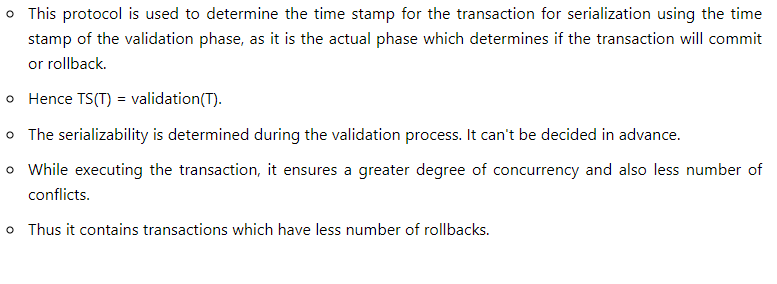 This protocol is used to determine the time stamp for the transaction for serialization using the time
stamp of the validation phase, as it is the actual phase which determines if the transaction will commit
or rollback.
Hence TS(T) = validation(T).
The serializability is determined during the validation process. It can't be decided in advance.
While executing the transaction, it ensures a greater degree of concurrency and also less number of
conflicts.
Thus it contains transactions which have less number of rollbacks.